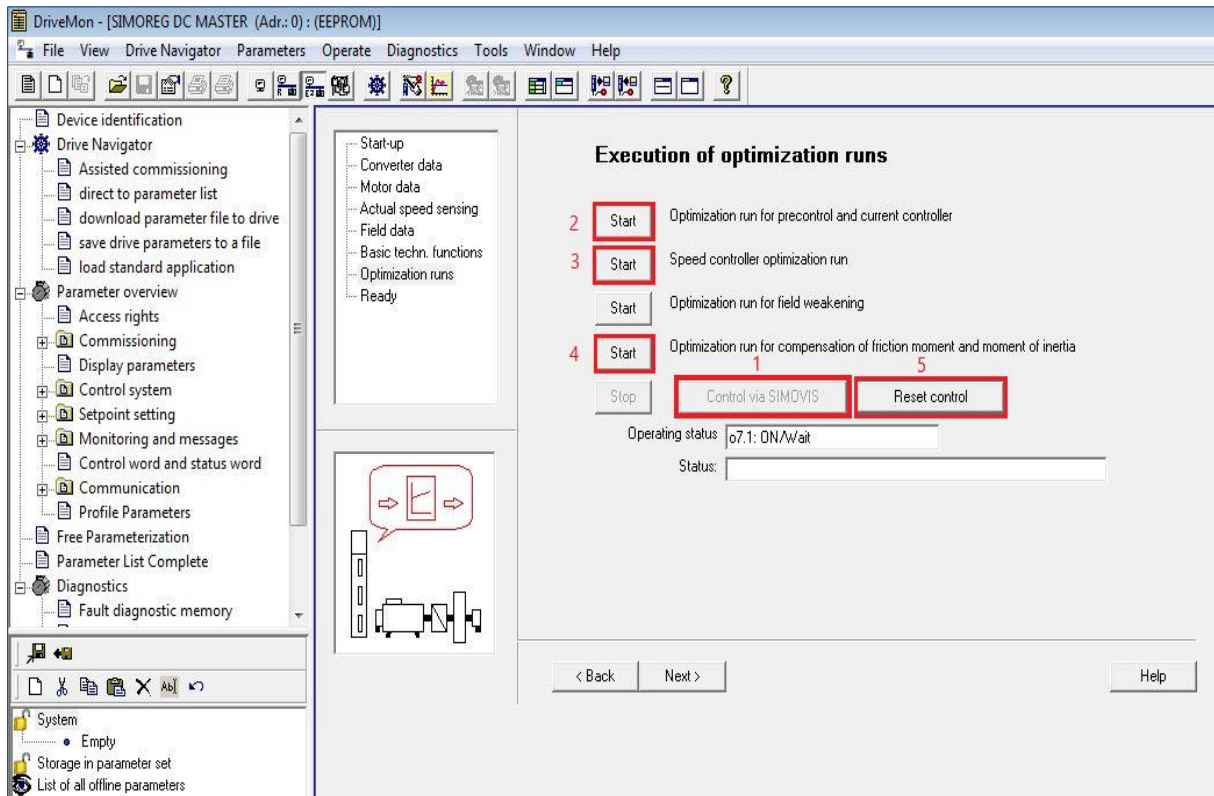 DriveMon - [SIMOREG DC MASTER (Adr.: 0) : (EEPROM)]
File View Drive Navigator Parameters Operate Diagnostics Tools Window Help
Device identification
Drive Navigator
Assisted commissioning
direct to parameter list
download parameter file to drive
save drive parameters to a file
load standard application
Parameter overview
Access rights
Commissioning
Display parameters
Control system
Setpoint setting
Monitoring and messages
Control word and status word
Communication
Profile Parameters
Free Parameterization
Parameter List Complete
Diagnostics
Fault diagnostic memory
System
Empty
Storage in parameter set
List of all offline parameters
Start-up
Converter data
Motor data
Actual speed sensing
Field data
Basic techn. functions
Optimization runs
Ready
Execution of optimization runs
2 Start Optimization run for precontrol and current controller
3 Start Speed controller optimization run
Start Optimization run for field weakening
4 Start Optimization run for compensation of friction moment and moment of inertia
1 5
Stop Control via SIMOVIS Reset control
Operating status o7.1: ON/Wait
Status:
< Back Next > Help